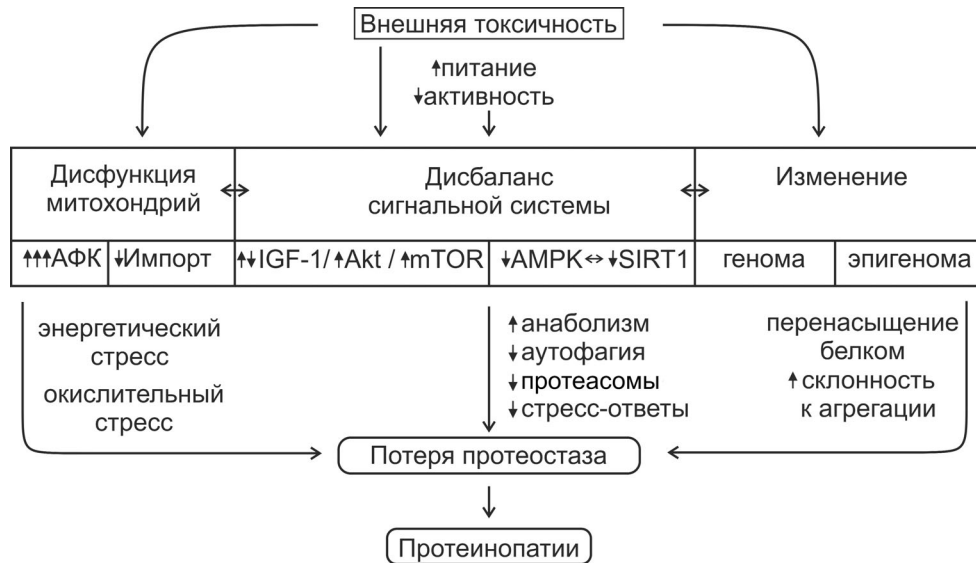 Внешняя токсичность
↑питание
↓активность
Дисфункция
митохондрий
↔
Дисбаланс
сигнальной системы
↔
Изменение
↑↑↑АФК
↓Импорт
↑↓IGF-1/ ↑Akt / ↑mTOR
↓AMPK↔↓SIRT1
генома
эпигенома
энергетический
стресс
окислительный
стресс
↑анаболизм
↓аутофагия
↓протеасомы
↓стресс-ответы
перенасыщение
белком
↑склонность
к агрегации
Потеря протеостаза
Протеинопатии